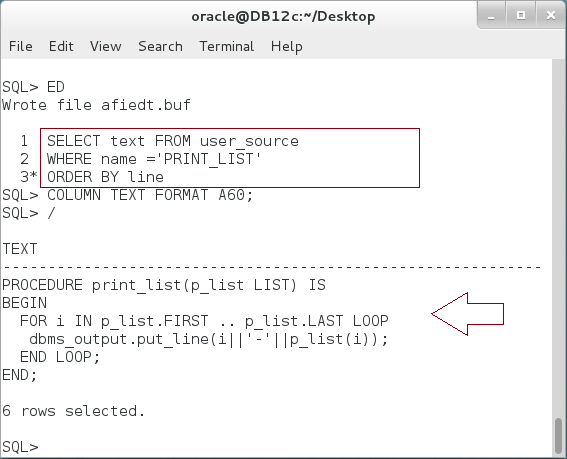 oracle@DB12c:~/Desktop
File Edit View Search Terminal Help
SQL> ED
Wrote file afiedt.buf
1 SELECT text FROM user_source
2 WHERE name ='PRINT_LIST'
3* ORDER BY line
SQL> COLUMN TEXT FORMAT A60;
SQL> /
TEXT
------------------------------------------------------------
PROCEDURE print_list(p_list LIST) IS
BEGIN
FOR i IN p_list.FIRST .. p_list.LAST LOOP
dbms_output.put_line(i||'-'||p_list(i));
END LOOP;
END;
6 rows selected.
SQL>